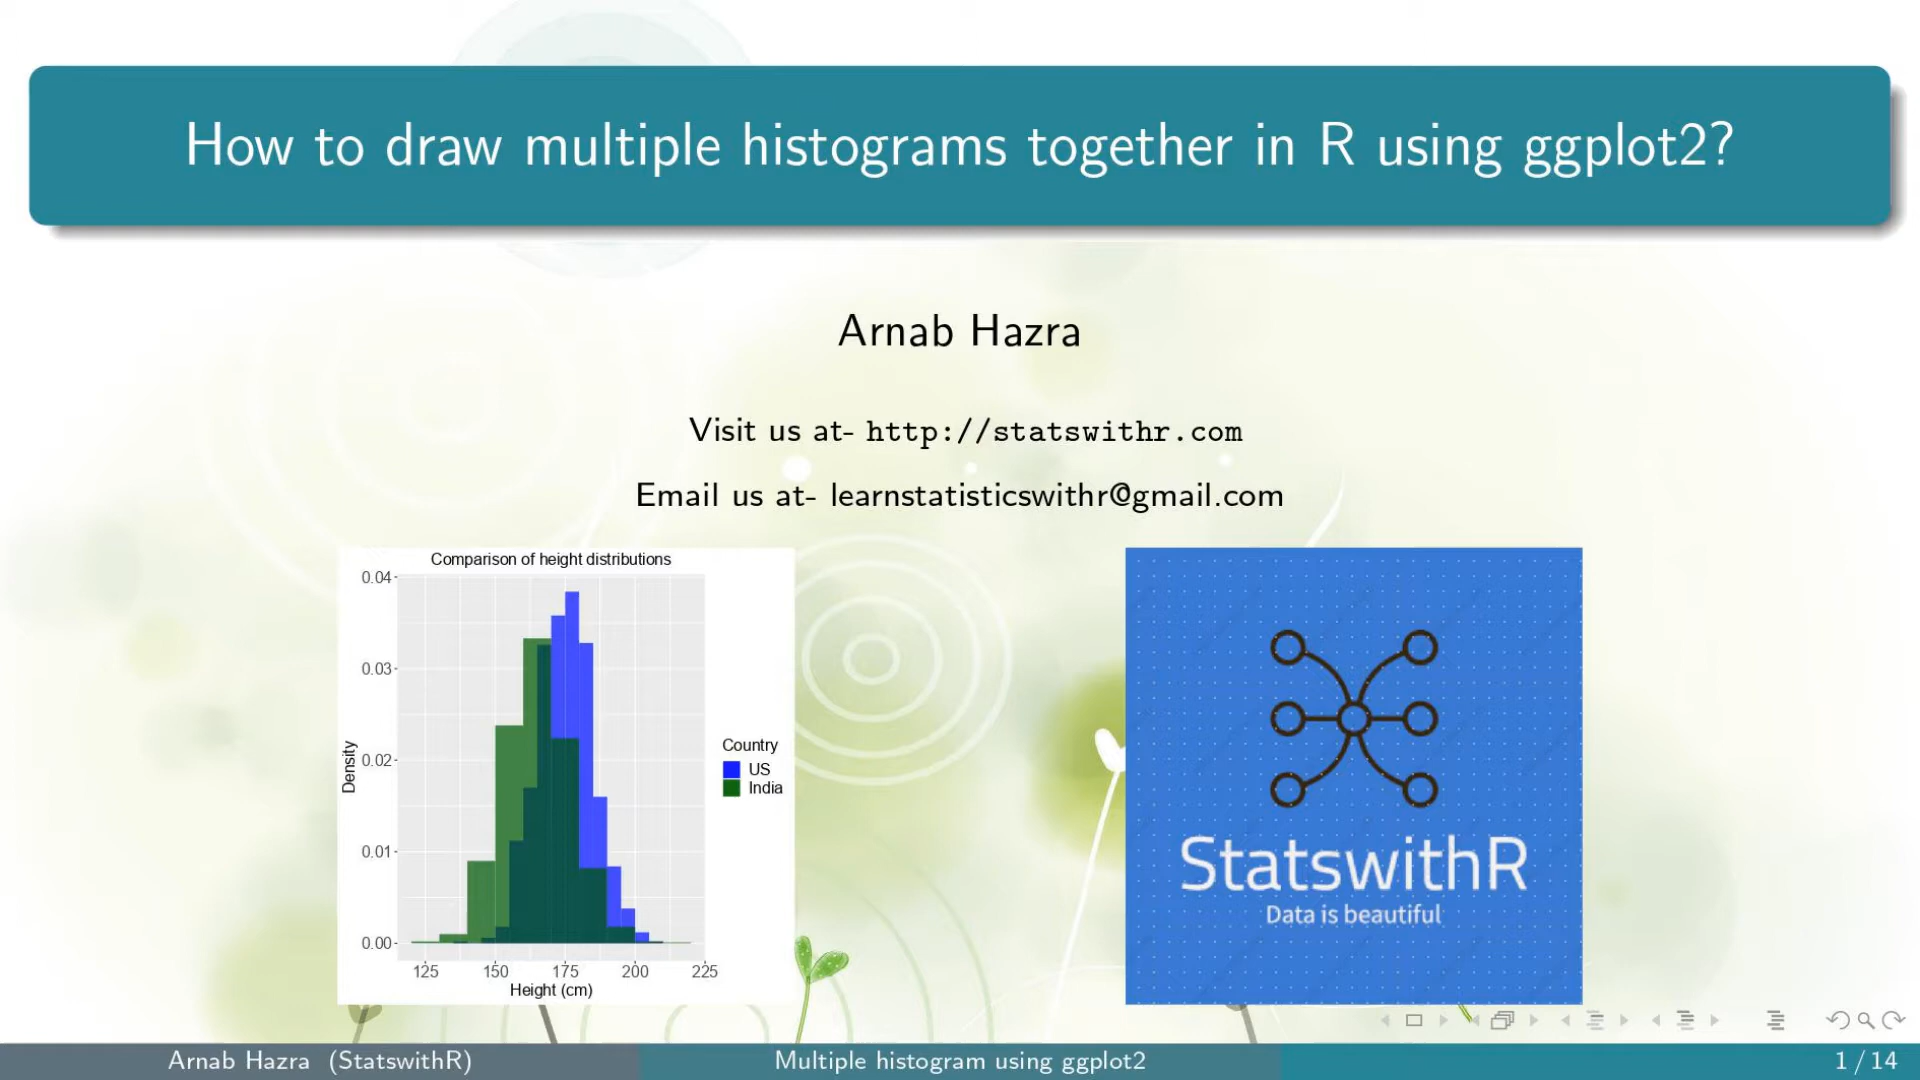 How to draw multiple histograms together in R using ggplot2?
Arnab Hazra
Visit us at- http://statswithr.com
Email us at- learnstatisticswithr@gmail.com
Comparison of height distributions
0.04
0.03
0.02
0.01
0.00
Density
125 150 175 200 225
Height (cm)
Country
US
India
StatswithR
Data is beautiful
Arnab Hazra (StatswithR) Multiple histogram using ggplot2 1 / 14